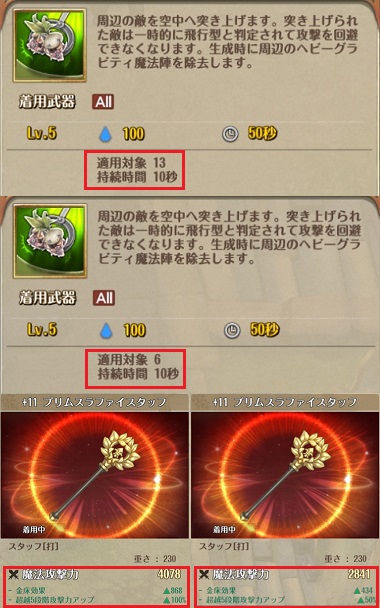 周辺の敵を空中へ突き上げます。突き上げられ
た敵は一時的に飛行型と判定されて攻撃を回避
できなくなります。生成時に周辺のヘビーグラ
ビティ魔法陣を除去します。
着用武器 All
Lv.5 100 50秒
適用対象 13
持続時間 10秒
周辺の敵を空中へ突き上げます。突き上げられ
た敵は一時的に飛行型と判定されて攻撃を回避
できなくなります。生成時に周辺のヘビーグラ
ビティ魔法陣を除去します。
着用武器 All
Lv.5 100 50秒
適用対象 6
持続時間 10秒
+11 プリムスラファイスタッフ
着用中
スタッフ[打]
重さ : 230
魔法攻撃力 4078
- 金床効果 ▲868
- 超越5段階攻撃力アップ ▲100%
+11 プリムスラファイスタッフ
着用中
スタッフ[打]
重さ : 230
魔法攻撃力 2841
- 金床効果 ▲434
- 超越5段階攻撃力アップ ▲50%